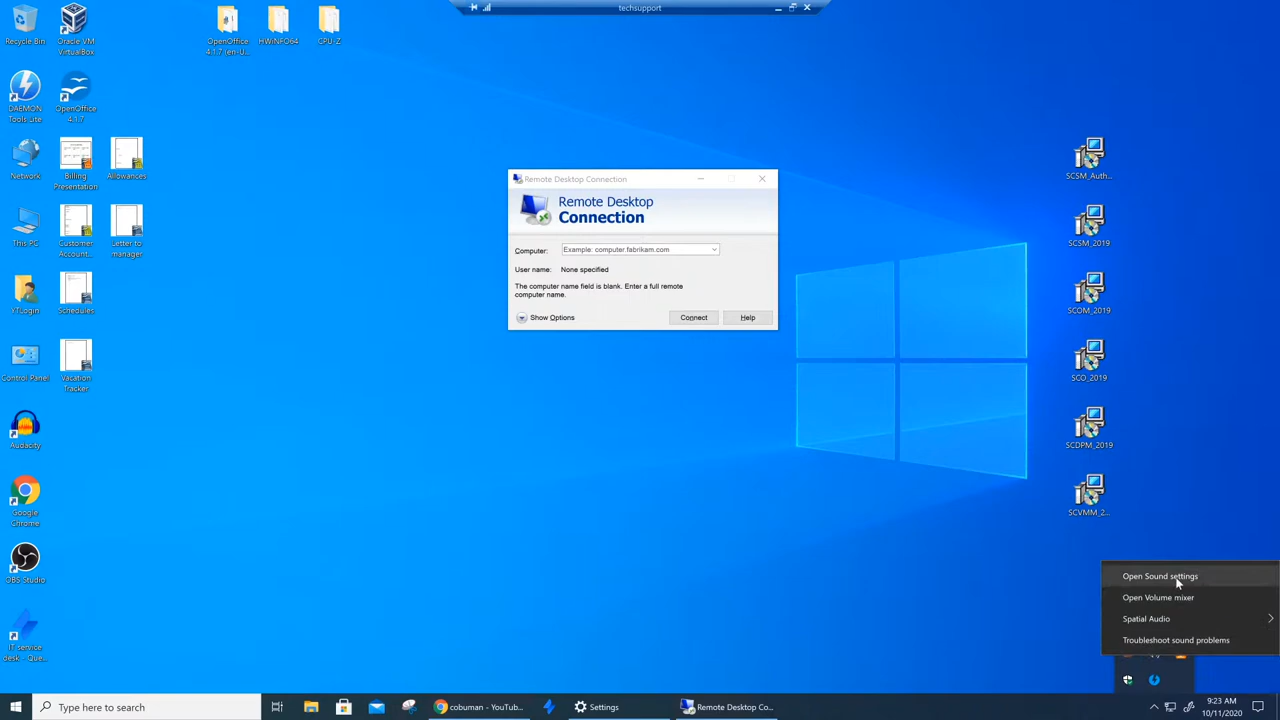 techsupport
Recycle Bin
Oracle VM
VirtualBox
OpenOffice
4.1.7 (en-U...
HWiNFO64
CPU-Z
DAEMON
Tools Lite
OpenOffice
4.1.7
Network
Billing
Presentation
Allowances
This PC
Customer
Account...
Letter to
manager
YTLogin
Schedules
Control Panel
Vacation
Tracker
Audacity
Google
Chrome
OBS Studio
IT service
desk - Que...
Remote Desktop Connection
Remote Desktop
Connection
Computer:
Example: computer.fabrikam.com
User name:
None specified
The computer name field is blank. Enter a full remote
computer name.
Show Options
Connect
Help
SCSM_Auth...
SCSM_2019
SCOM_2019
SCO_2019
SCDPM_2019
SCVMM_2...
Open Sound settings
Open Volume mixer
Spatial Audio
Troubleshoot sound problems
Type here to search
cobuman - YouTub...
Settings
Remote Desktop Co...
9:23 AM
10/11/2020